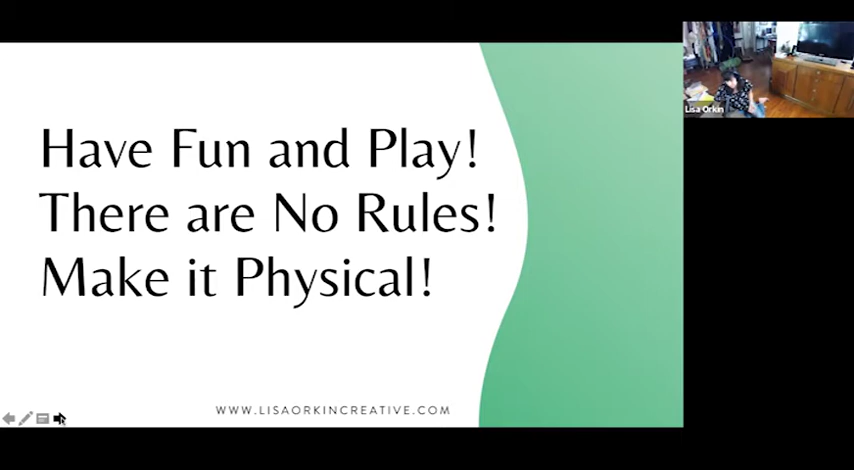 Have Fun and Play!
There are No Rules!
Make it Physical!
WWW.LISAORKINCREATIVE.COM
Lisa Orkin